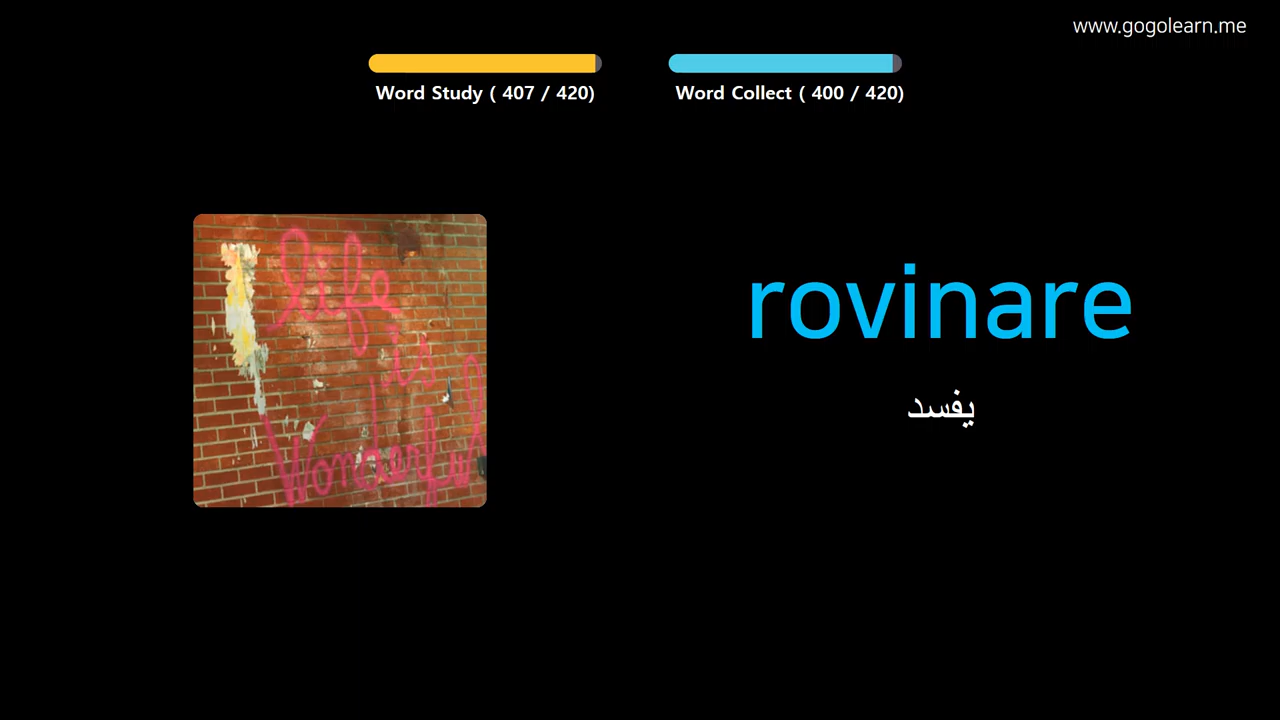 www.gogolearn.me
Word Study ( 407 / 420)
Word Collect ( 400 / 420)
life
is
Wonderful
rovinare
يفسد